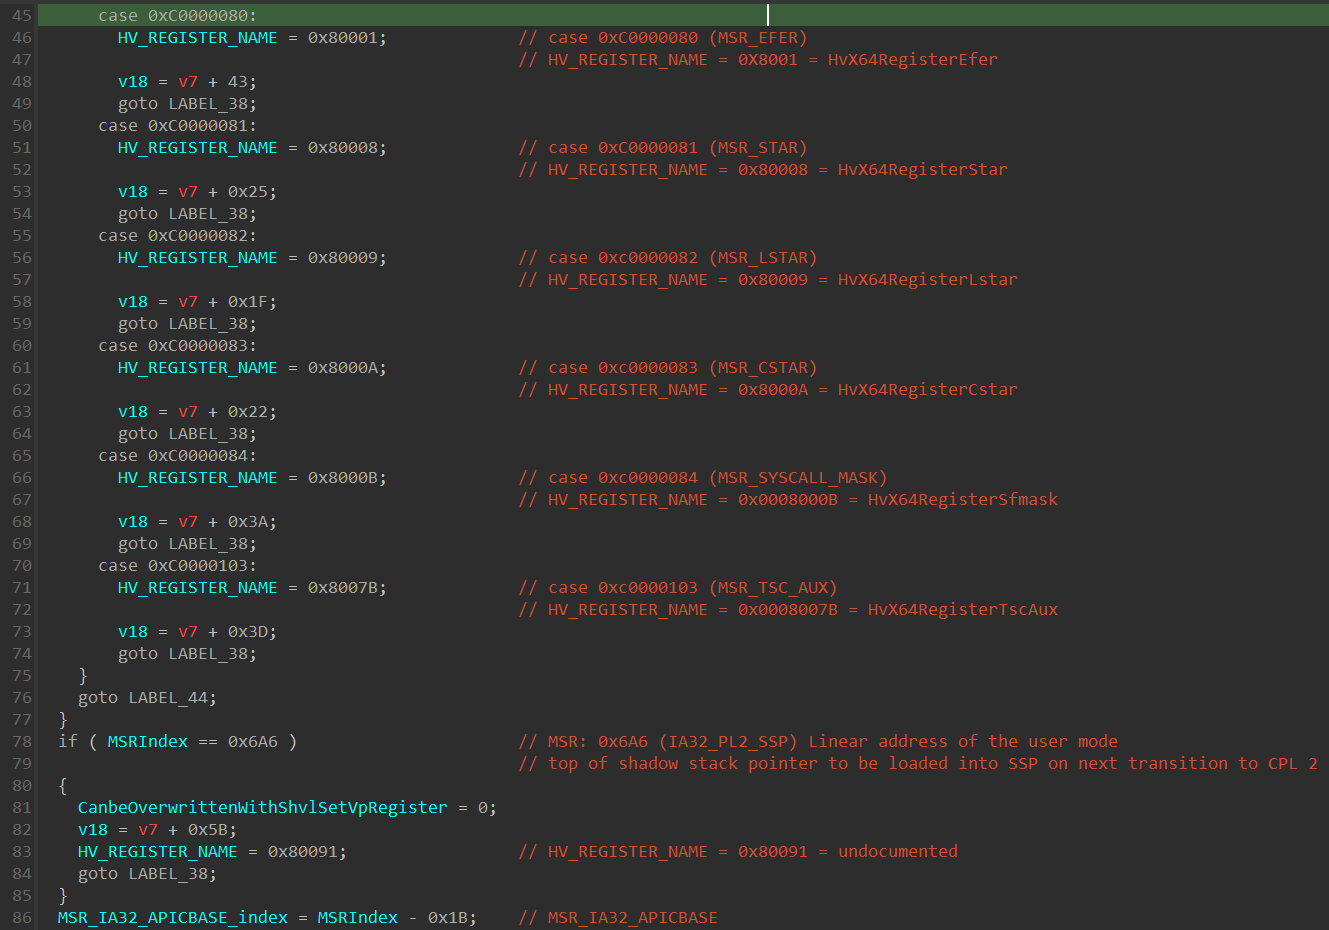 45 case 0xC0000080:
46 HV_REGISTER_NAME = 0x80001; // case 0xC0000080 (MSR_EFER)
47 // HV_REGISTER_NAME = 0X8001 = HvX64RegisterEfer
48 v18 = v7 + 43;
49 goto LABEL_38;
50 case 0xC0000081:
51 HV_REGISTER_NAME = 0x80008; // case 0xC0000081 (MSR_STAR)
52 // HV_REGISTER_NAME = 0x80008 = HvX64RegisterStar
53 v18 = v7 + 0x25;
54 goto LABEL_38;
55 case 0xC0000082:
56 HV_REGISTER_NAME = 0x80009; // case 0xc0000082 (MSR_LSTAR)
57 // HV_REGISTER_NAME = 0x80009 = HvX64RegisterLstar
58 v18 = v7 + 0x1F;
59 goto LABEL_38;
60 case 0xC0000083:
61 HV_REGISTER_NAME = 0x8000A; // case 0xc0000083 (MSR_CSTAR)
62 // HV_REGISTER_NAME = 0x8000A = HvX64RegisterCstar
63 v18 = v7 + 0x22;
64 goto LABEL_38;
65 case 0xC0000084:
66 HV_REGISTER_NAME = 0x8000B; // case 0xc0000084 (MSR_SYSCALL_MASK)
67 // HV_REGISTER_NAME = 0x0008000B = HvX64RegisterSfmask
68 v18 = v7 + 0x3A;
69 goto LABEL_38;
70 case 0xC0000103:
71 HV_REGISTER_NAME = 0x8007B; // case 0xc0000103 (MSR_TSC_AUX)
72 // HV_REGISTER_NAME = 0x0008007B = HvX64RegisterTscAux
73 v18 = v7 + 0x3D;
74 goto LABEL_38;
75 }
76 goto LABEL_44;
77 }
78 if ( MSRIndex == 0x6A6 ) // MSR: 0x6A6 (IA32_PL2_SSP) Linear address of the user mode
79 // top of shadow stack pointer to be loaded into SSP on next transition to CPL 2
80 {
81 CanbeOverwrittenWithShvlSetVpRegister = 0;
82 v18 = v7 + 0x5B;
83 HV_REGISTER_NAME = 0x80091; // HV_REGISTER_NAME = 0x80091 = undocumented
84 goto LABEL_38;
85 }
86 MSR_IA32_APICBASE_index = MSRIndex - 0x1B; // MSR_IA32_APICBASE